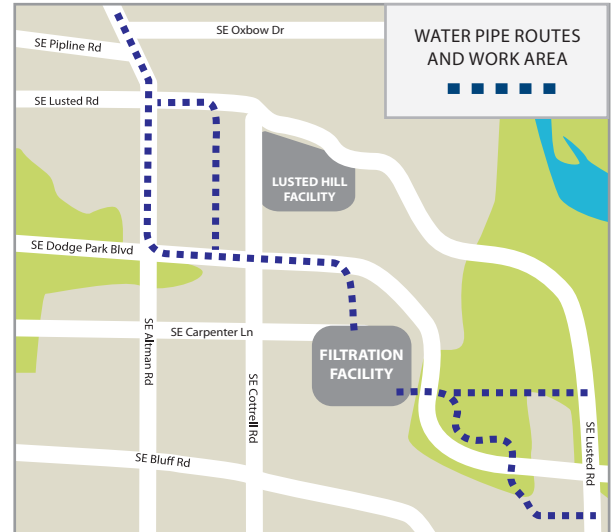 SE Oxbow Dr
WATER PIPE ROUTES
AND WORK AREA
SE Pipline Rd
SE Lusted Rd
LUSTED HILL
FACILITY
SE Dodge Park Blvd
SE Carpenter Ln
SE Altman Rd
FILTRATION
FACILITY
SE Cottrell Rd
SE Lusted Rd
SE Bluff Rd